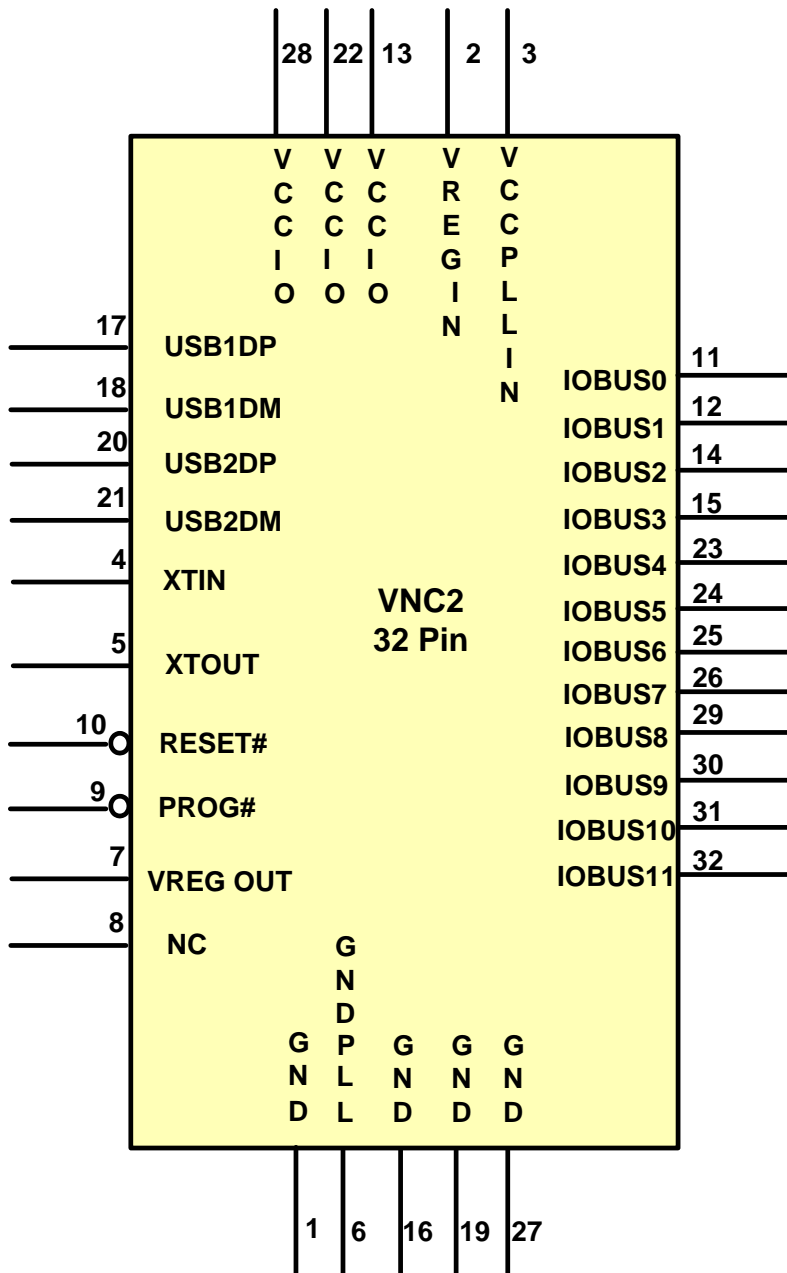 28 22 13 2 3
VCCIO
VCCIO
VCCIO
VREGIN
VCCPLLIN
17
USB1DP
18
USB1DM
20
USB2DP
21
USB2DM
4
XTIN
5
XTOUT
10
RESET#
9
PROG#
7
VREG OUT
8
NC
VNC2
32 Pin
11
IOBUS0
12
IOBUS1
14
IOBUS2
15
IOBUS3
23
IOBUS4
24
IOBUS5
25
IOBUS6
26
IOBUS7
29
IOBUS8
30
IOBUS9
31
IOBUS10
32
IOBUS11
GND
GNDPLL
GND
GND
GND
1 6 16 19 27